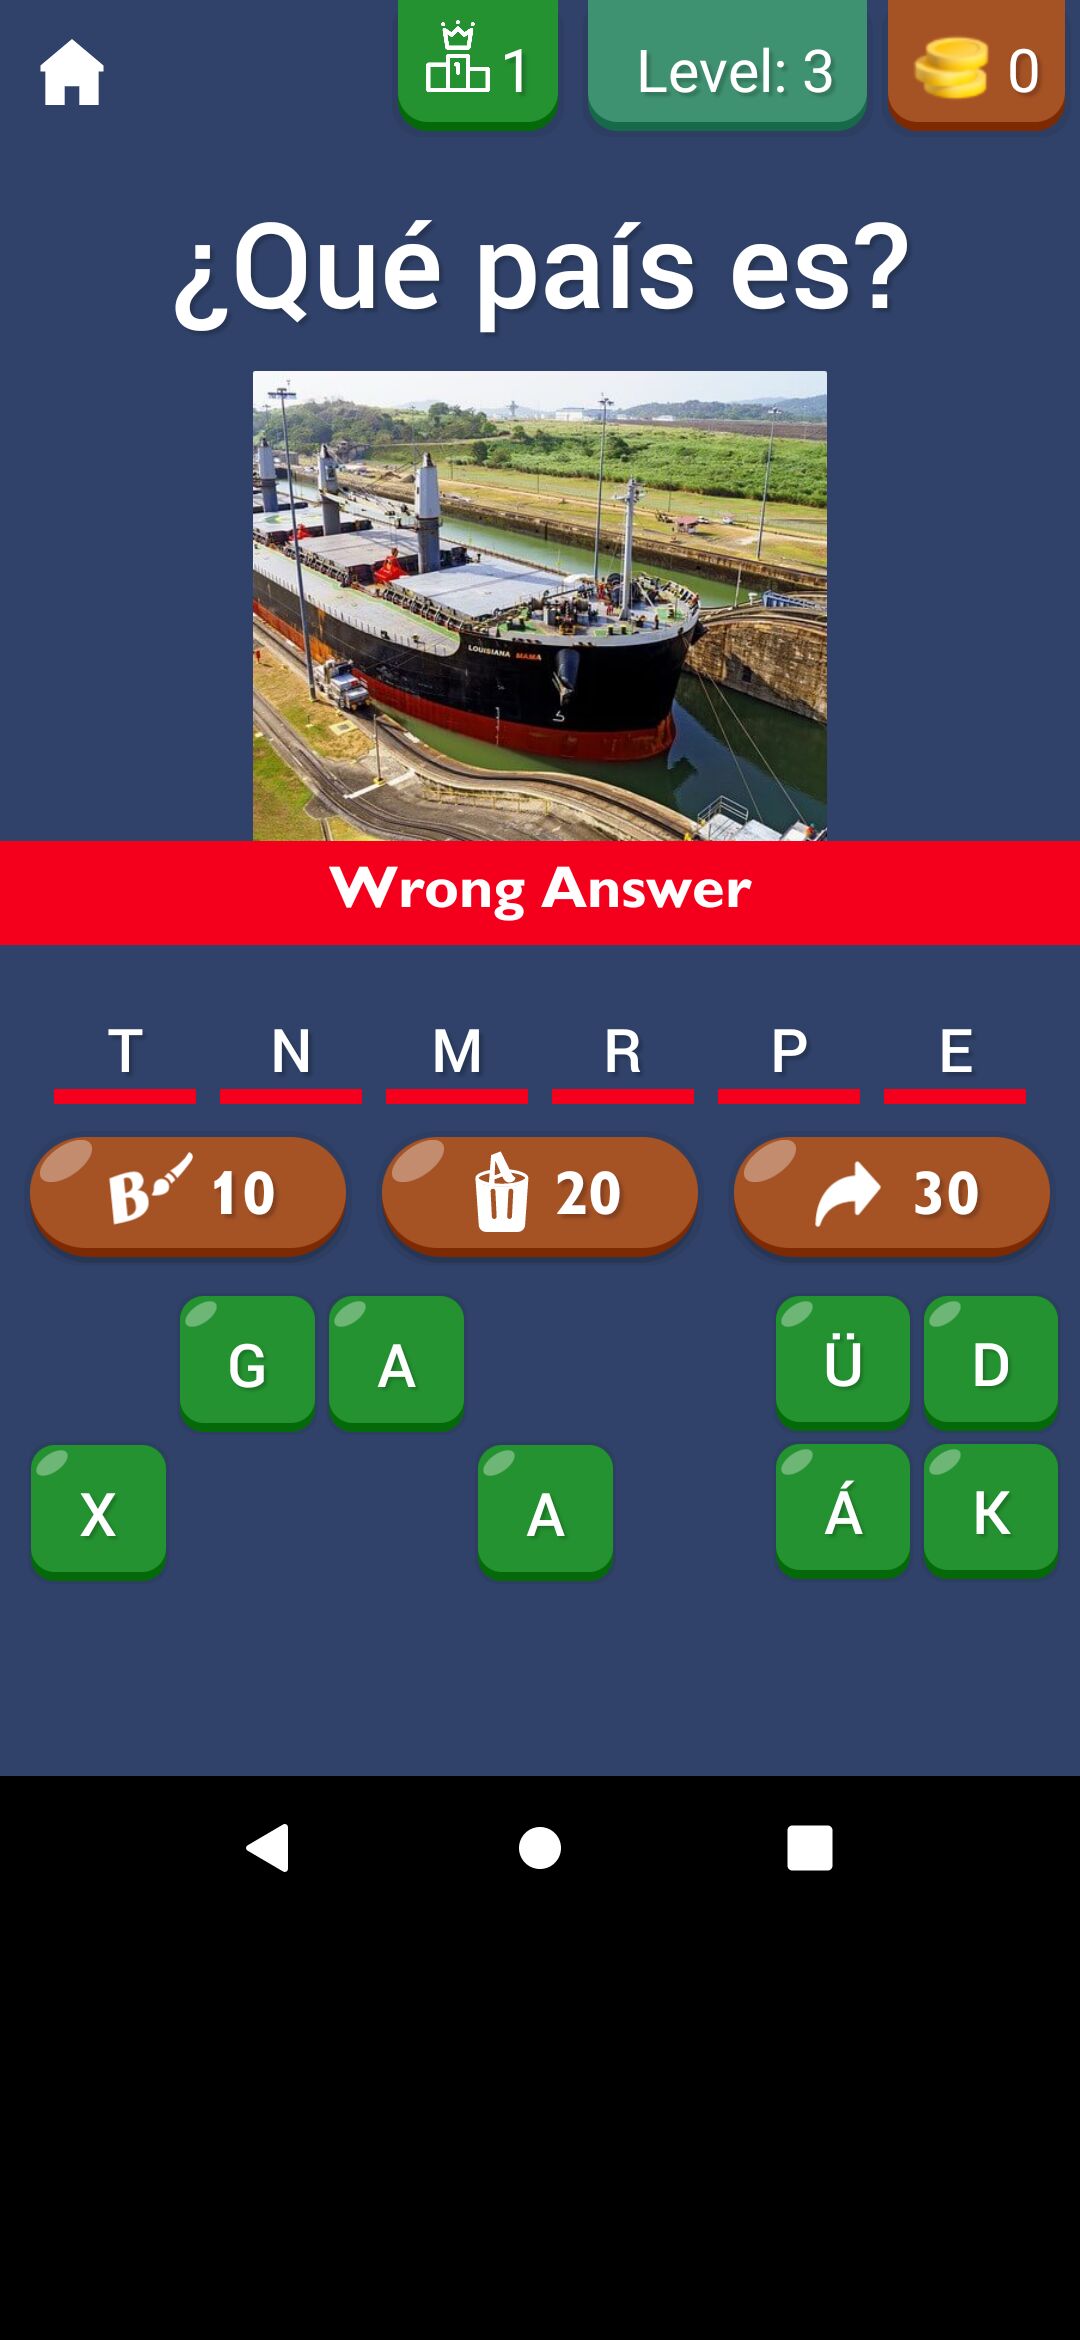 1 Level: 3 0
¿Qué país es?
LOUISIANA MAMA
Wrong Answer
T N M R P E
B 10 20 30
G A Ü D
X A Á K